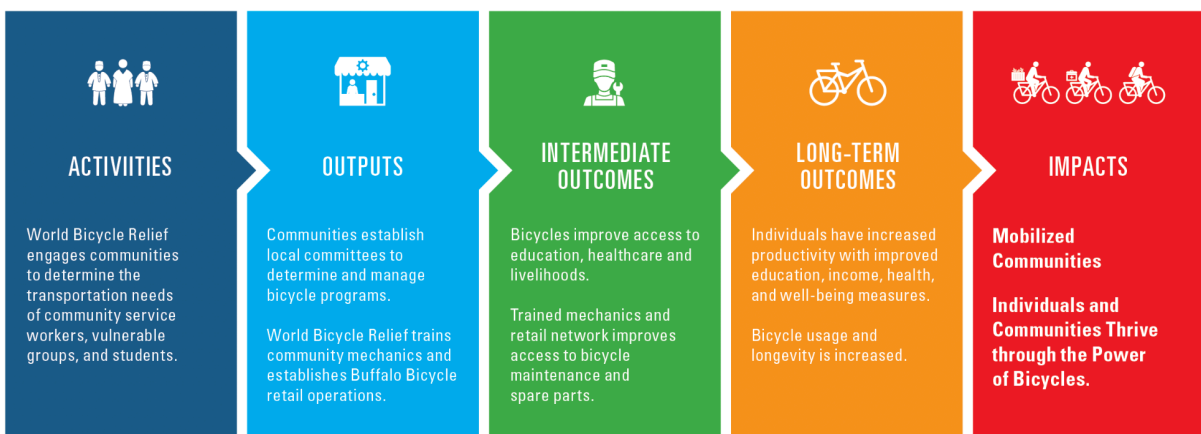 ACTIVIITIES
World Bicycle Relief
engages communities
to determine the
transportation needs
of community service
workers, vulnerable
groups, and students.
OUTPUTS
Communities establish
local committees to
determine and manage
bicycle programs.
World Bicycle Relief trains
community mechanics and
establishes Buffalo Bicycle
retail operations.
INTERMEDIATE
OUTCOMES
Bicycles improve access to
education, healthcare and
livelihoods.
Trained mechanics and
retail network improves
access to bicycle
maintenance and
spare parts.
LONG-TERM
OUTCOMES
Individuals have increased
productivity with improved
education, income, health,
and well-being measures.
Bicycle usage and
longevity is increased.
IMPACTS
Mobilized
Communities
Individuals and
Communities Thrive
through the Power
of Bicycles.